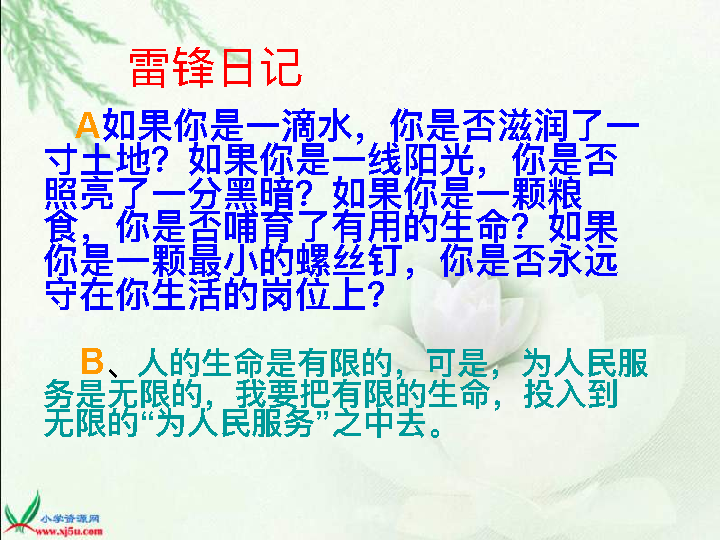 雷锋日记
A如果你是一滴水，你是否滋润了一
寸土地？如果你是一线阳光，你是否
照亮了一分黑暗？如果你是一颗粮
食，你是否哺育了有用的生命？如果
你是一颗最小的螺丝钉，你是否永远
守在你生活的岗位上？
B、人的生命是有限的，可是，为人民服
务是无限的，我要把有限的生命，投入到
无限的“为人民服务”之中去。
小学资源网
www.xj5u.com